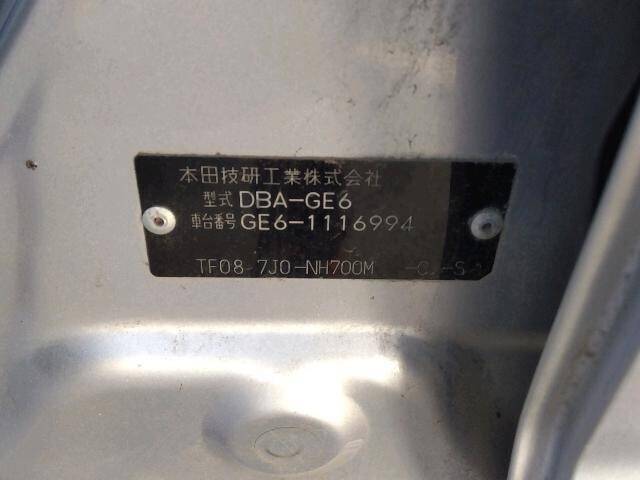 本田技研工業株式会社
型式 DBA-GE6
車台番号 GE6-1116994
TF08-7J0-NH700M -C -S